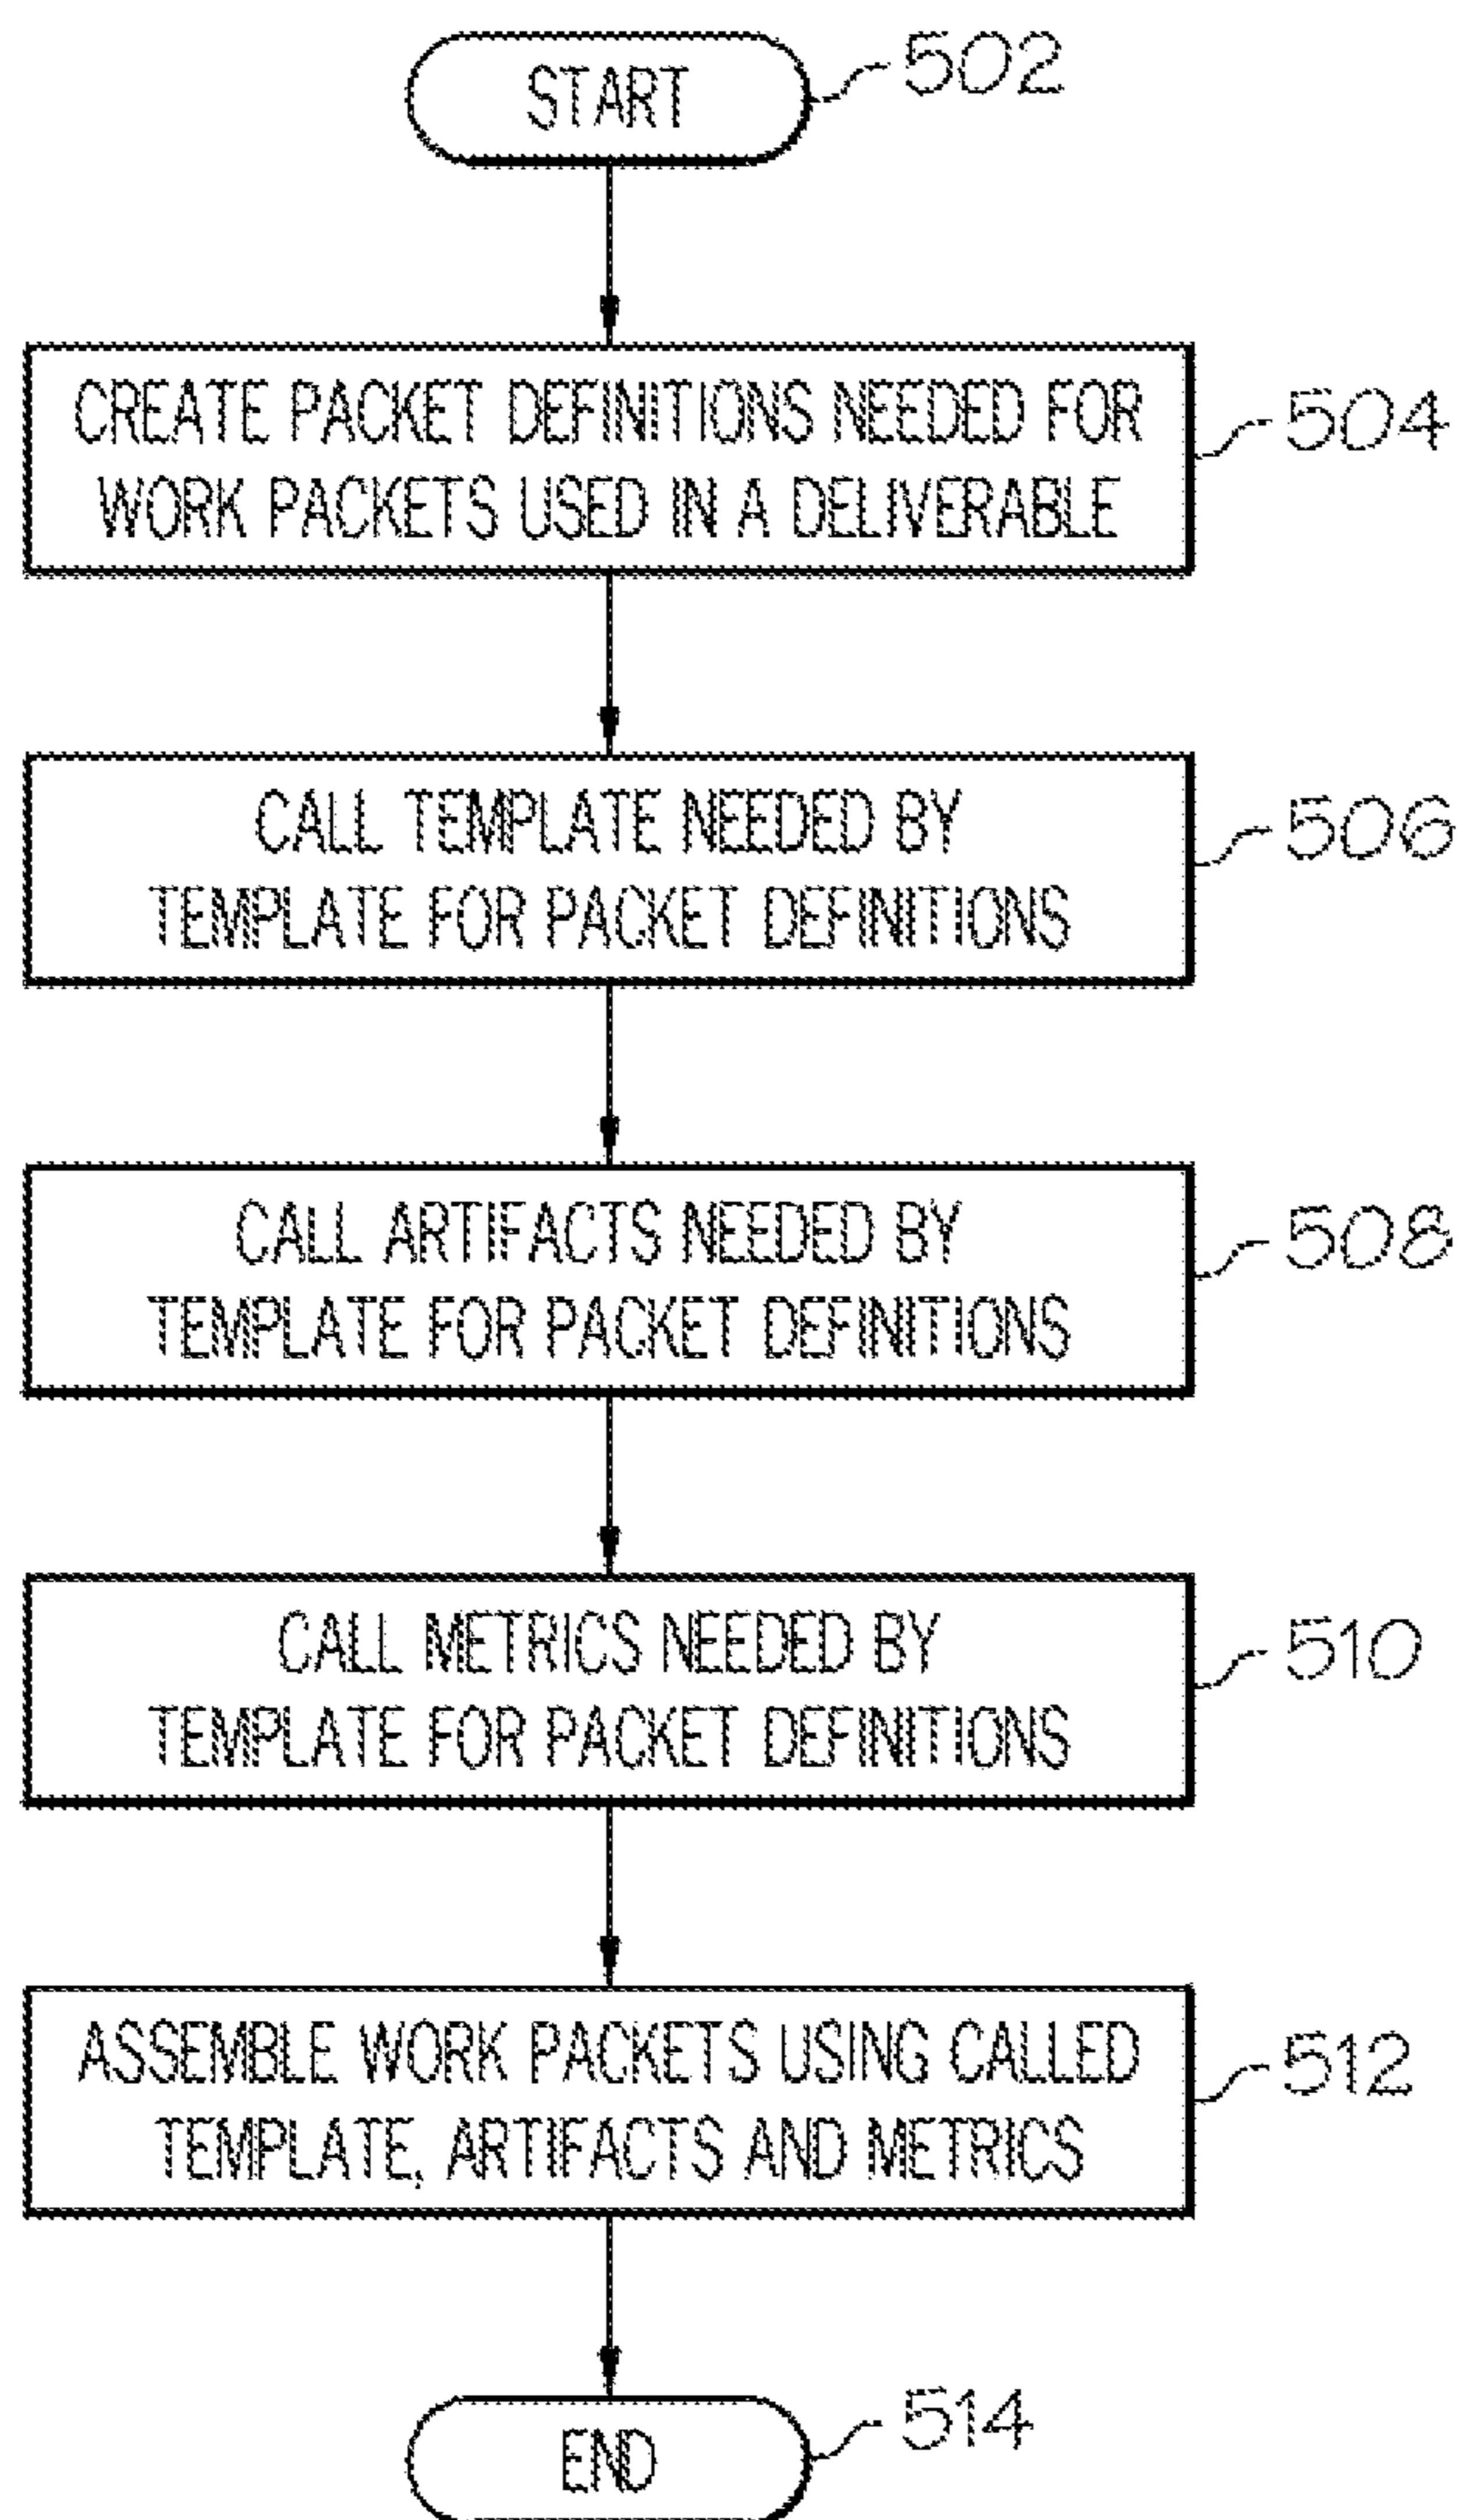 START
502
CREATE PACKET DEFINITIONS NEEDED FOR
WORK PACKETS USED IN A DELIVERABLE
504
CALL TEMPLATE NEEDED BY
TEMPLATE FOR PACKET DEFINITIONS
506
CALL ARTIFACTS NEEDED BY
TEMPLATE FOR PACKET DEFINITIONS
508
CALL METRICS NEEDED BY
TEMPLATE FOR PACKET DEFINITIONS
510
ASSEMBLE WORK PACKETS USING CALLED
TEMPLATE, ARTIFACTS AND METRICS
512
END
514